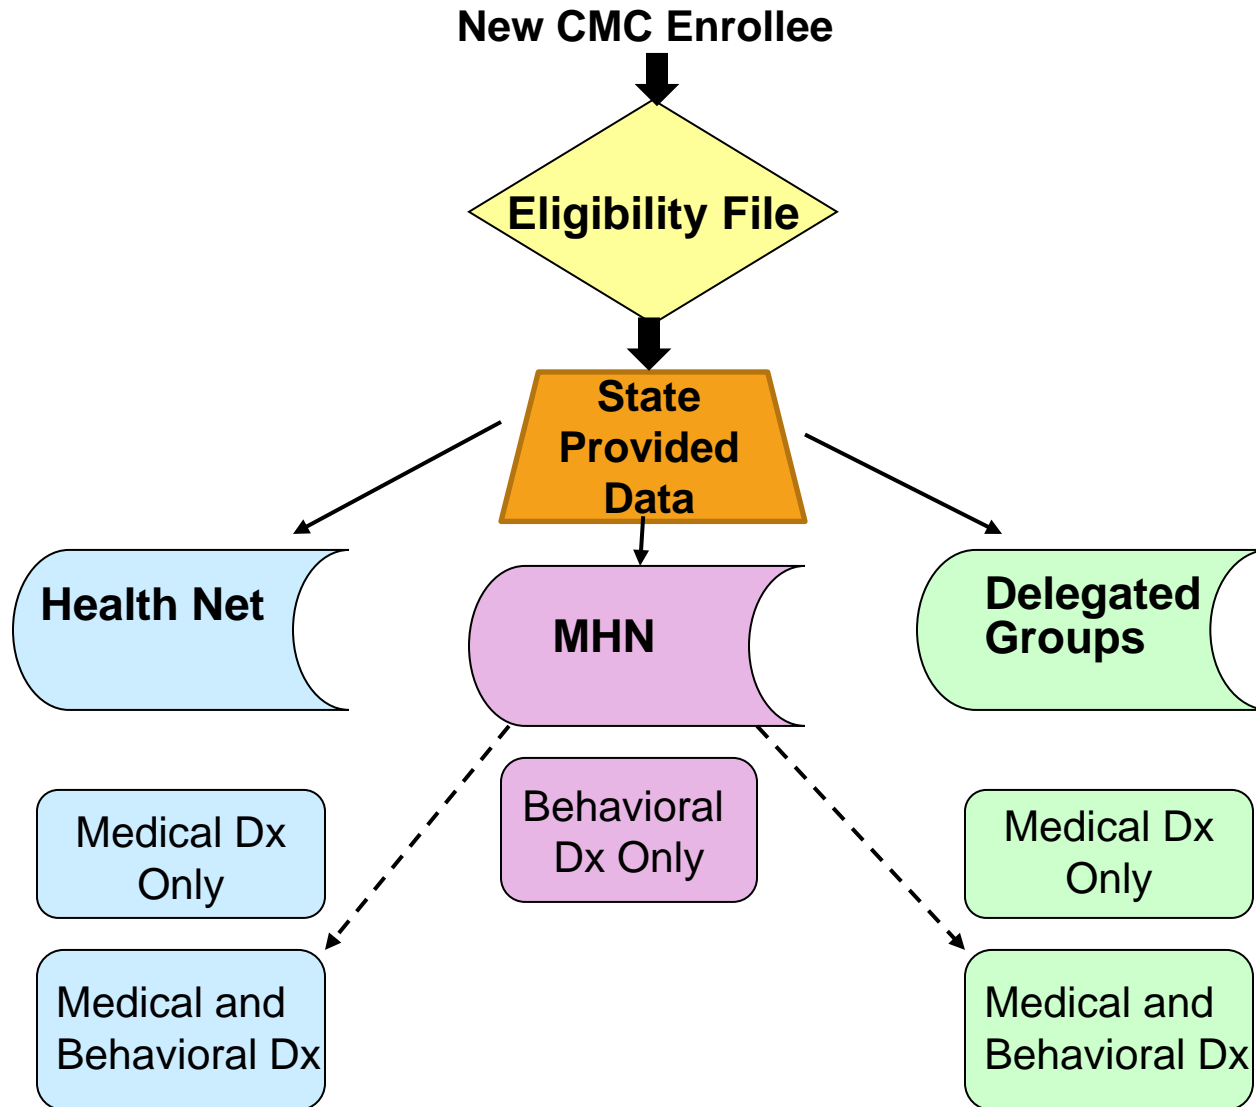 New CMC Enrollee
Eligibility File
State
Provided
Data
Health Net
MHN
Delegated
Groups
Medical Dx
Only
Behavioral
Dx Only
Medical Dx
Only
Medical and
Behavioral Dx
Medical and
Behavioral Dx